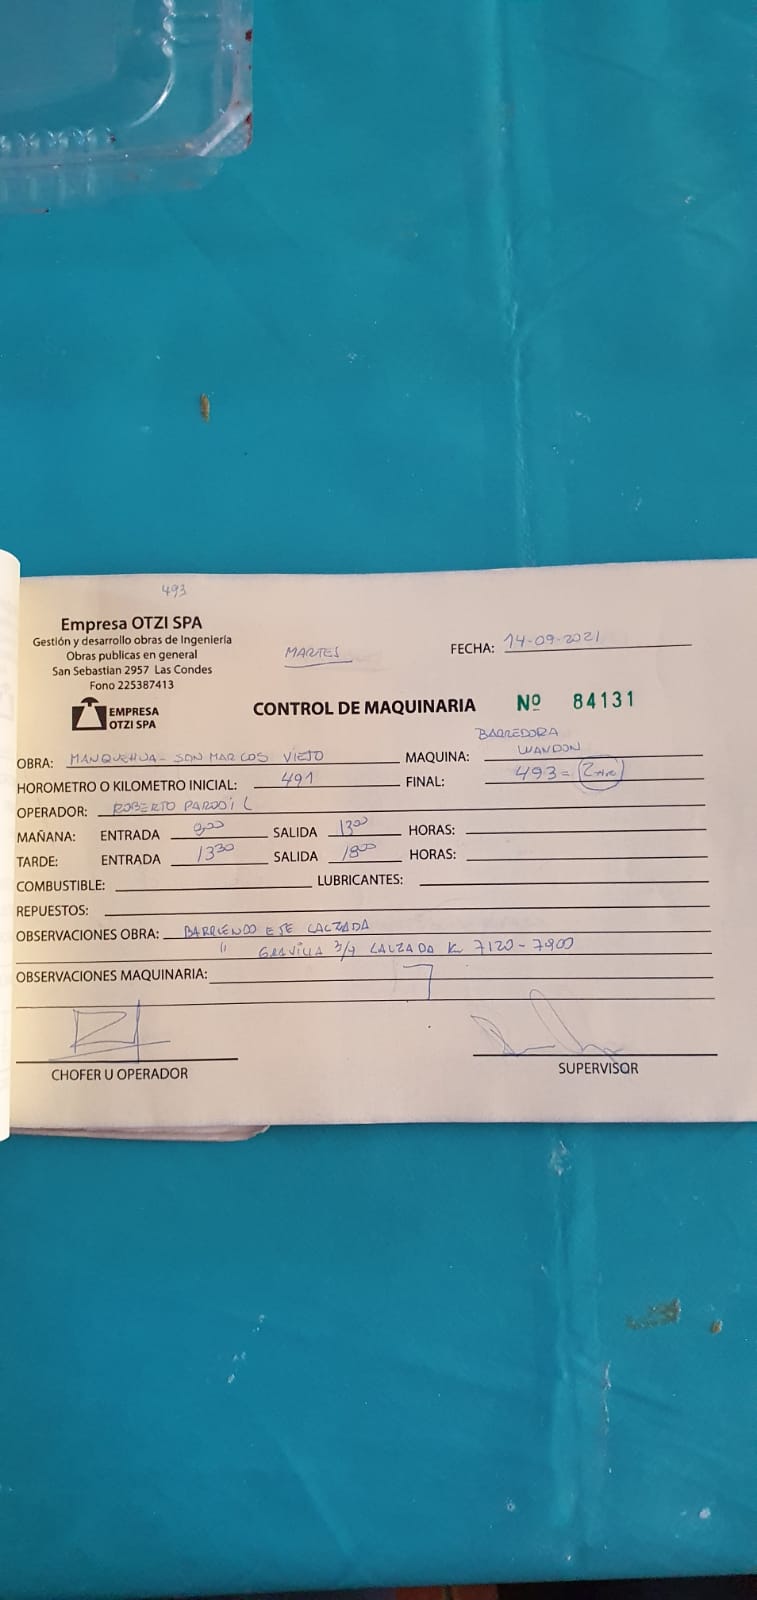 493
Empresa OTZI SPA
Gestión y desarrollo obras de Ingeniería
Obras publicas en general
San Sebastian 2957 Las Condes
Fono 225387413
EMPRESA
OTZI SPA
MARTES
FECHA: 14-09-2021
CONTROL DE MAQUINARIA Nº 84131
OBRA: MANQUEHUA - SAN MARCOS VIEJO MAQUINA: BARREDORA
WANDON
HOROMETRO O KILOMETRO INICIAL: 491 FINAL: 493 = 2
OPERADOR: ROBERTO
MAÑANA: ENTRADA 8,00 SALIDA 13 00 HORAS:
TARDE: ENTRADA 13 30 SALIDA 18 00 HORAS:
COMBUSTIBLE: LUBRICANTES:
REPUESTOS:
OBSERVACIONES OBRA: BARRIENDO EJE CALZADA
" GRAVILLA 3/4 CALZADA K 7120 - 7900
OBSERVACIONES MAQUINARIA:
CHOFER U OPERADOR SUPERVISOR